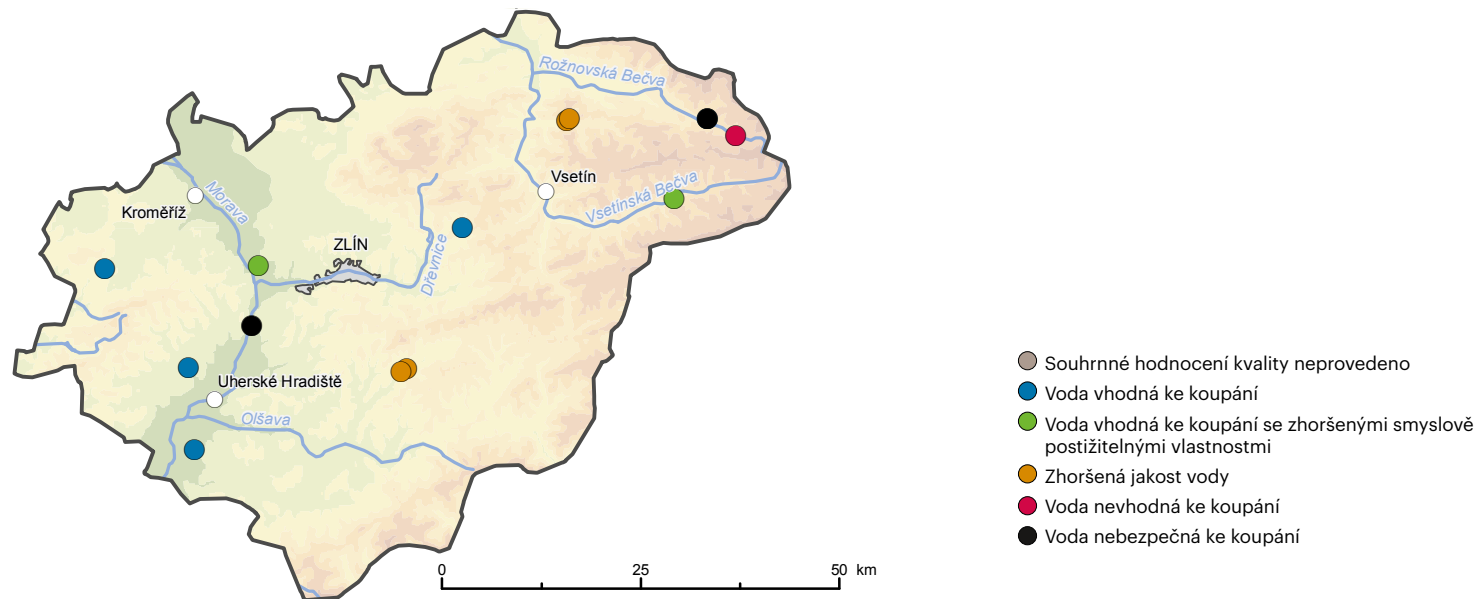 Rožnovská Bečva
Vsetín
Vsetínská Bečva
Morava
Kroměříž
ZLÍN
Dřevnice
Uherské Hradiště
Olšava
Souhrnné hodnocení kvality neprovedeno
Voda vhodná ke koupání
Voda vhodná ke koupání se zhoršenými smyslově
postižitelnými vlastnostmi
Zhoršená jakost vody
Voda nevhodná ke koupání
Voda nebezpečná ke koupání
0 25 50 km